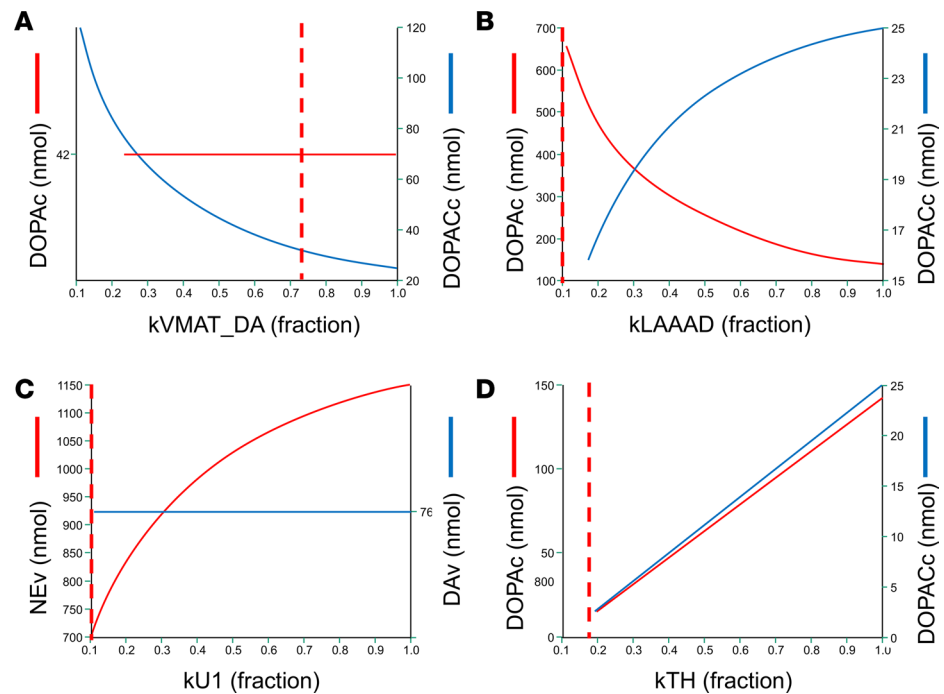 A
DOPAc (nmol)
42
120
100
80
60
40
20
DOPACc (nmol)
0.1 0.2 0.3 0.4 0.5 0.6 0.7 0.8 0.9 1.0
kVMAT_DA (fraction)
B
DOPAc (nmol)
700
600
500
400
300
200
100
25
23
21
19
17
15
DOPACc (nmol)
0.1 0.2 0.3 0.4 0.5 0.6 0.7 0.8 0.9 1.0
kLAAAD (fraction)
C
NEv (nmol)
1150
1100
1050
1000
950
900
850
800
750
700
76
DAv (nmol)
0.1 0.2 0.3 0.4 0.5 0.6 0.7 0.8 0.9 1.0
kU1 (fraction)
D
DOPAc (nmol)
150
100
50
800
0
25
20
15
10
5
0
DOPACc (nmol)
0.1 0.2 0.3 0.4 0.5 0.6 0.7 0.8 0.9 1.0
kTH (fraction)